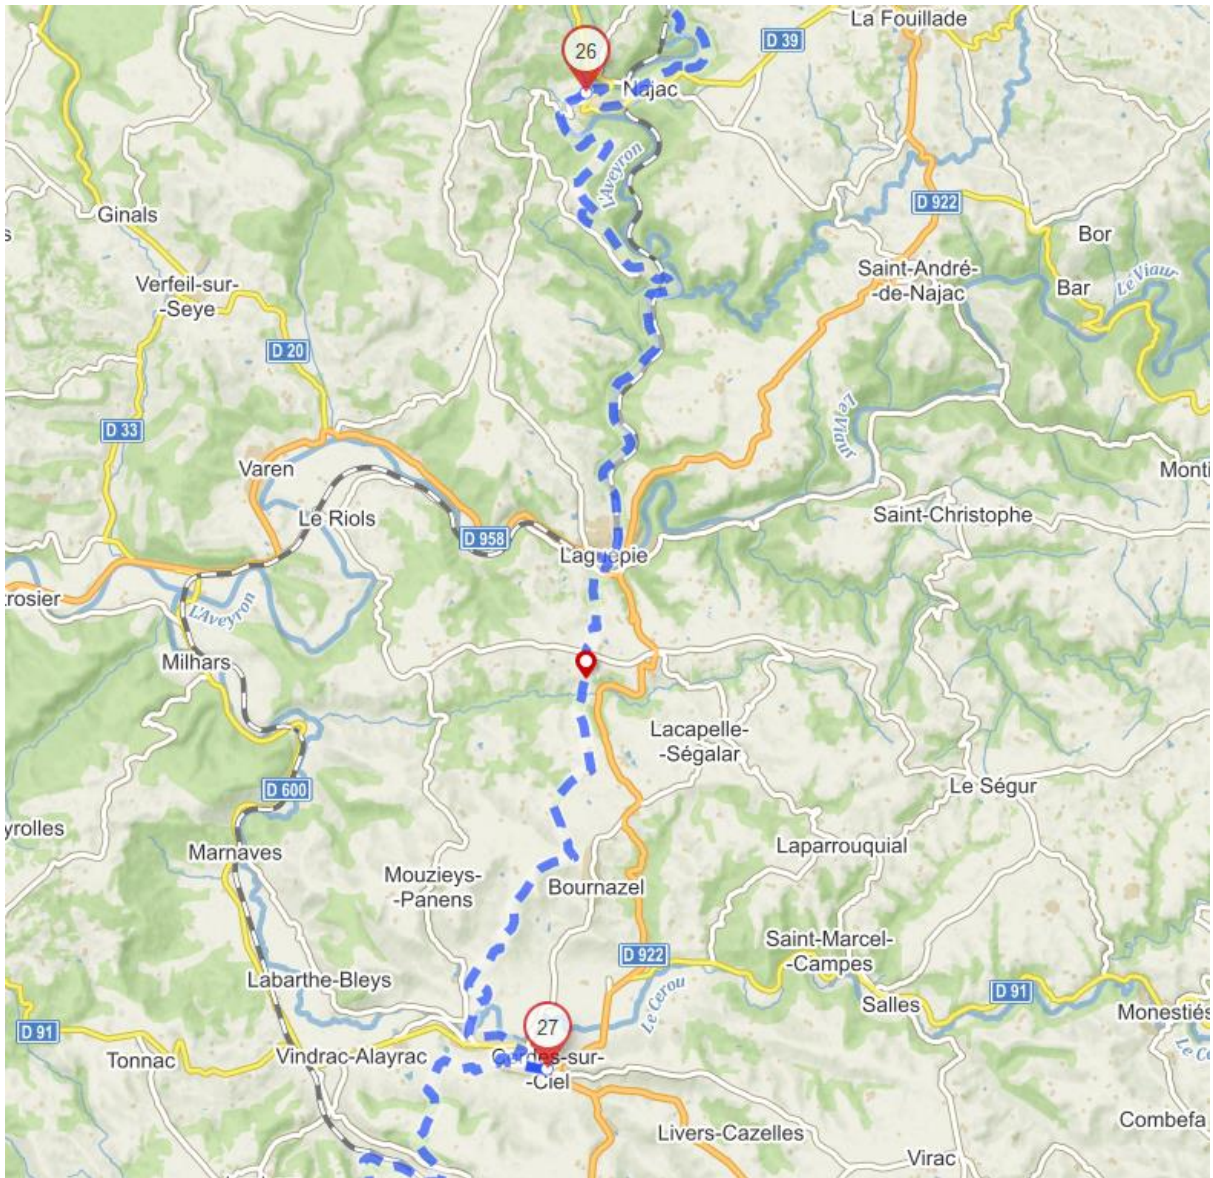 La Fouillade
26
D 39
Najac
L'Aveyron
D 922
Ginals
Bor
Saint-André-
-de-Najac
Le Viaur
Bar
Verfeil-sur-
-Seye
D 20
Le Viaur
D 33
Varen
Monti
Le Riols
Saint-Christophe
D 958
Laguépie
rosier
L'Aveyron
Milhars
Lacapelle-
-Ségalar
D 600
Le Ségur
yrolles
Marnaves
Laparrouquial
Mouzieys-
-Panens
Bournazel
D 922
Saint-Marcel-
-Campes
Labarthe-Bleys
Le Cerou
D 91
Salles
Monestiés
27
D 91
Tonnac
Vindrac-Alayrac
Cordes-sur-
-Ciel
Le Ce
Combefa
Livers-Cazelles
Virac